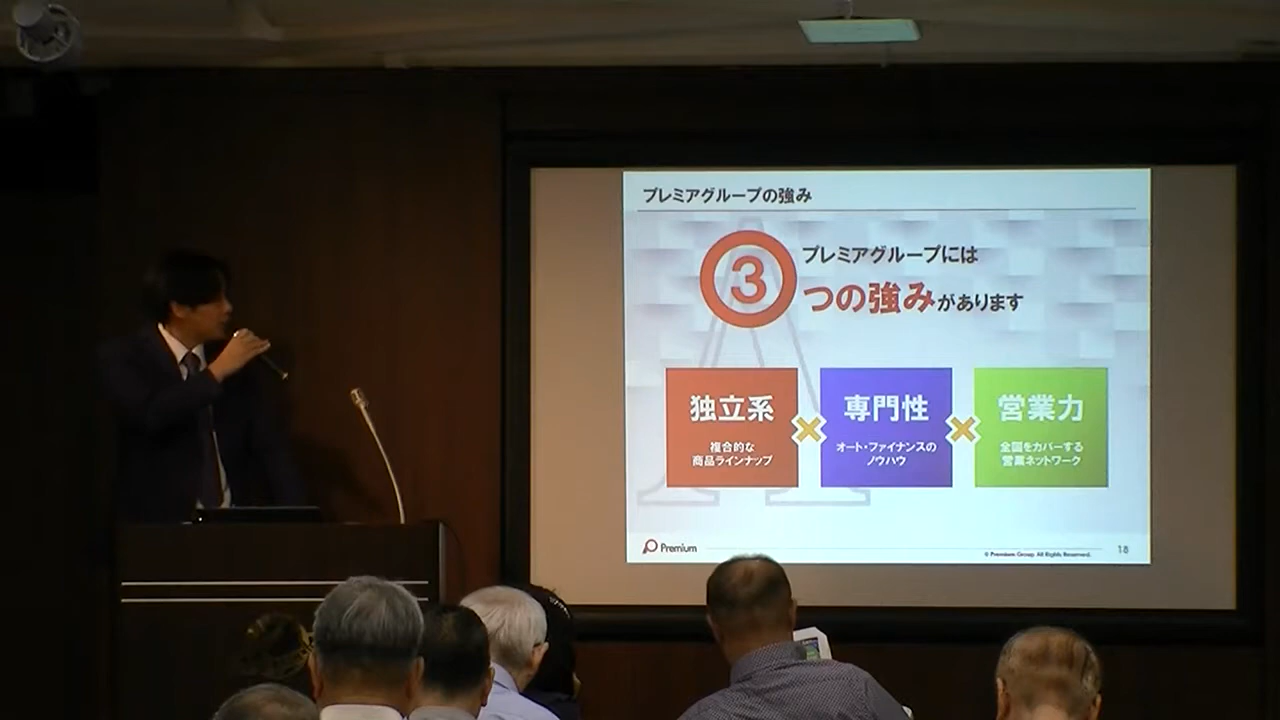 プレミアグループの強み
3
プレミアグループには
つの強みがあります
独立系
複合的な
商品ラインナップ
×
専門性
オート・ファイナンスの
ノウハウ
×
営業力
全国をカバーする
営業ネットワーク
Premium
© Premium Group. All Rights Reserved.
18